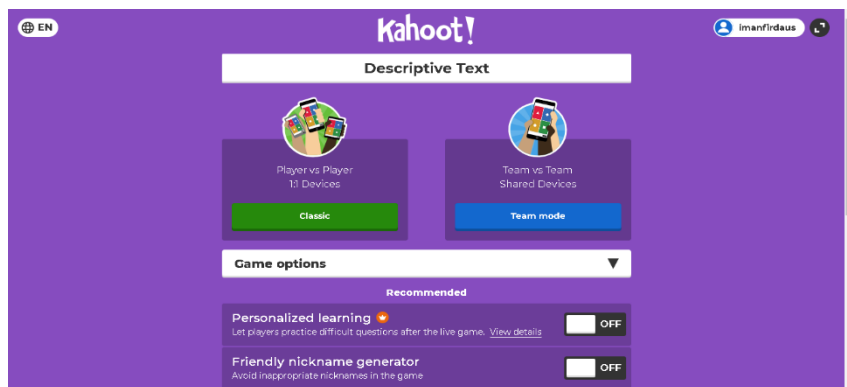 EN
Kahoot!
imanfirdaus
Descriptive Text
Player vs Player
1:1 Devices
Classic
Team vs Team
Shared Devices
Team mode
Game options
Recommended
Personalized learning
Let players practice difficult questions after the live game. View details
OFF
Friendly nickname generator
Avoid inappropriate nicknames in the game
OFF